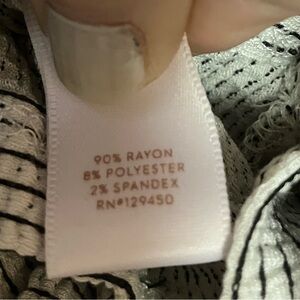 90% RAYON
8% POLYESTER
2% SPANDEX
RN#129450